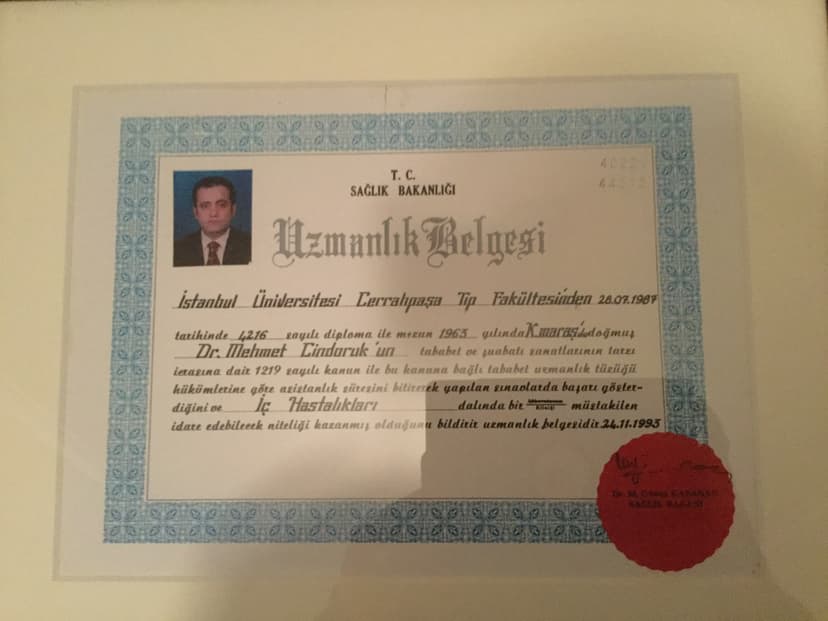 T. C.
SAĞLIK BAKANLIĞI
Uzmanlık Belgesi
İstanbul Üniversitesi Cerrahpaşa Tıp Fakültesinden 28.07.1987
tarihinde 4216 sayılı diploma ile mezun 1963 yılında K.maraş'da doğmuş
Dr. Mehmet Cindoruk'un tababet ve şuabatı sanatlarının tarzı
icrasına dair 1219 sayılı kanun ile bu kanuna bağlı tababet uzmanlık tüzüğü
hükümlerine göre asistanlık süresini bitirerek yapılan sınavlarda başarı göster-
diğini ve İç Hastalıkları dalında bir müstakilen
idare edebilecek niteliği kazanmış olduğunu bildirir uzmanlık belgesidir. 24.11.1993
SAĞLIK BAKANI